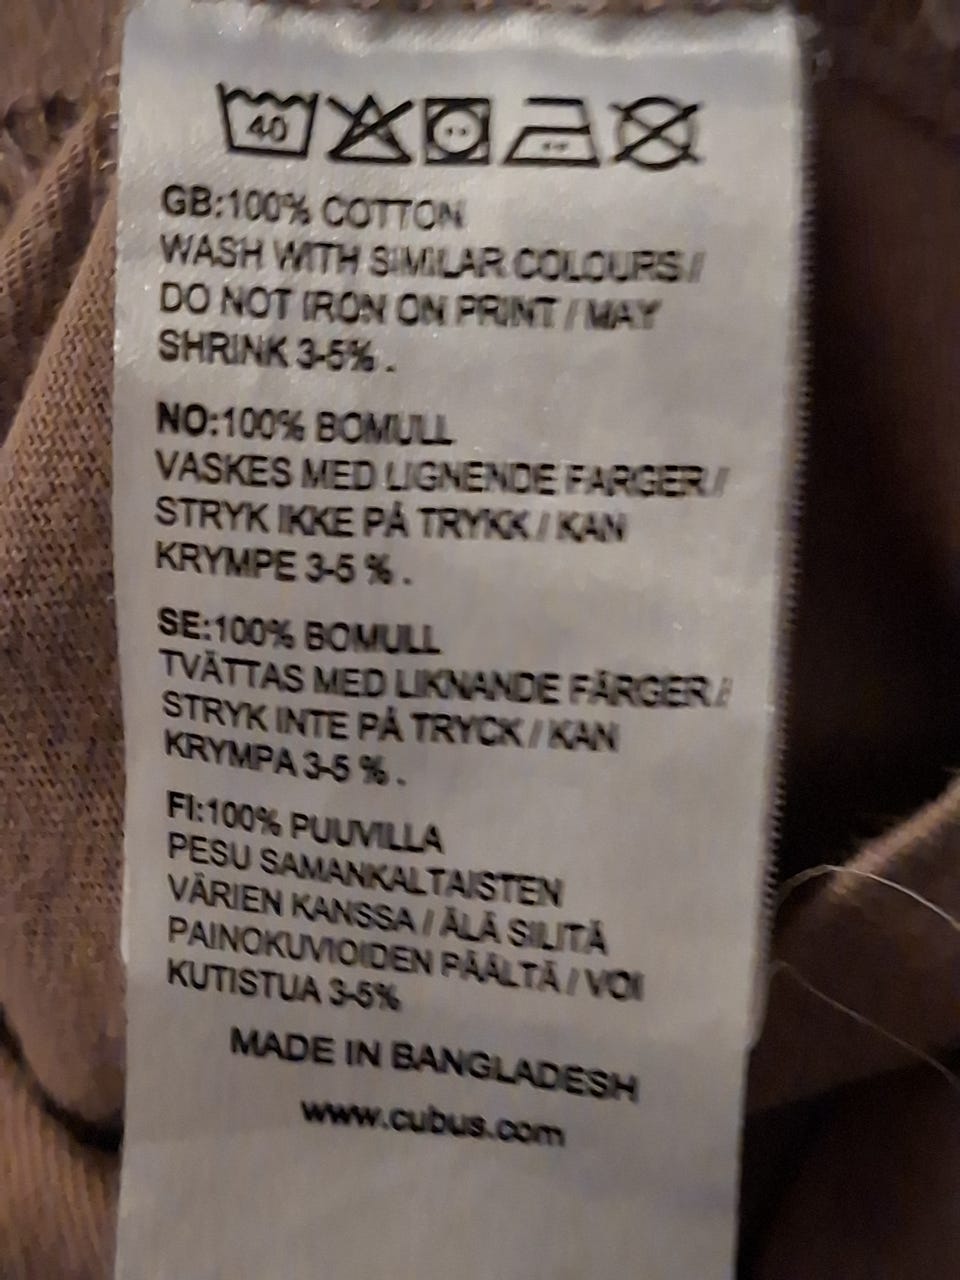 40
GB:100% COTTON
WASH WITH SIMILAR COLOURS /
DO NOT IRON ON PRINT / MAY
SHRINK 3-5% .
NO:100% BOMULL
VASKES MED LIGNENDE FARGER /
STRYK IKKE PÅ TRYKK / KAN
KRYMPE 3-5 % .
SE:100% BOMULL
TVÄTTAS MED LIKNANDE FÄRGER /
STRYK INTE PÅ TRYCK / KAN
KRYMPA 3-5 % .
FI:100% PUUVILLA
PESU SAMANKALTAISTEN
VÄRIEN KANSSA / ÄLÄ SILITÄ
PAINOKUVIOIDEN PÄÄLTÄ / VOI
KUTISTUA 3-5%
MADE IN BANGLADESH
www.cubus.com